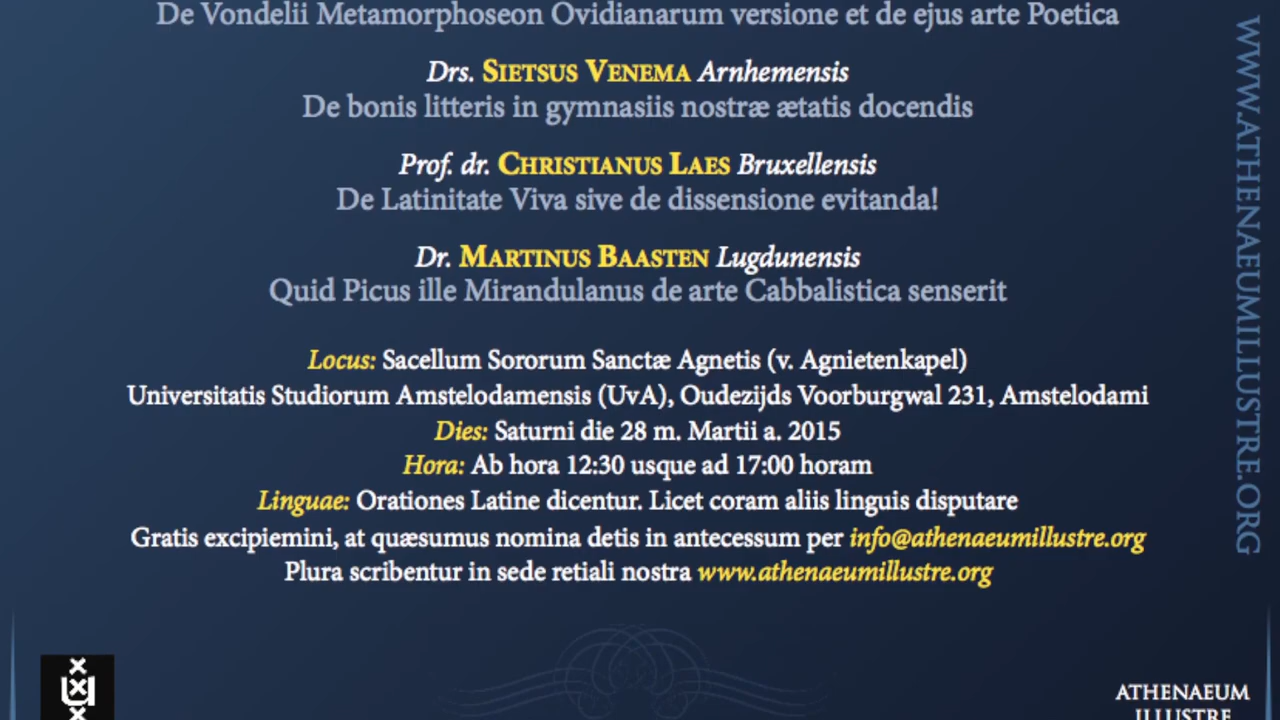 De Vondelii Metamorphoseon Ovidianarum versione et de ejus arte Poetica
Drs. Sietsus Venema Arnhemensis
De bonis litteris in gymnasiis nostræ ætatis docendis
Prof. dr. Christianus Laes Bruxellensis
De Latinitate Viva sive de dissensione evitanda!
Dr. Martinus Baasten Lugdunensis
Quid Picus ille Mirandulanus de arte Cabbalistica senserit
Locus: Sacellum Sororum Sanctæ Agnetis (v. Agnietenkapel)
Universitatis Studiorum Amstelodamensis (UvA), Oudezijds Voorburgwal 231, Amstelodami
Dies: Saturni die 28 m. Martii a. 2015
Hora: Ab hora 12:30 usque ad 17:00 horam
Linguae: Orationes Latine dicentur. Licet coram aliis linguis disputare
Gratis excipiemini, at quæsumus nomina detis in antecessum per info@athenaeumillustre.org
Plura scribentur in sede retiali nostra www.athenaeumillustre.org
WWW.ATHENAEUMILLUSTRE.ORG
ATHENAEUM
ILLUSTRE